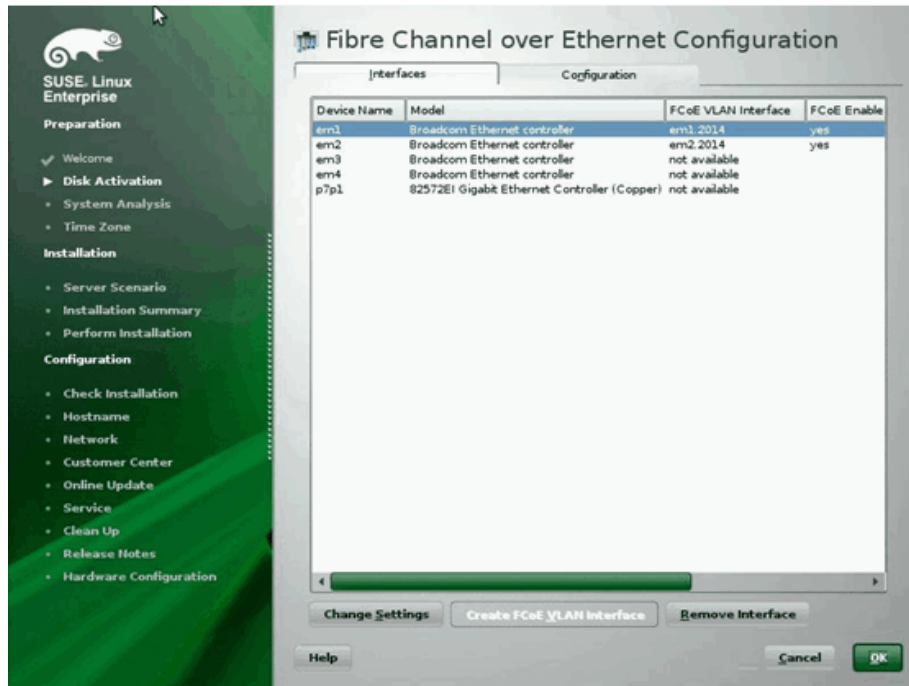 SUSE. Linux
Enterprise
Preparation
Welcome
Disk Activation
System Analysis
Time Zone
Installation
Server Scenario
Installation Summary
Perform Installation
Configuration
Check Installation
Hostname
Network
Customer Center
Online Update
Service
Clean Up
Release Notes
Hardware Configuration
Fibre Channel over Ethernet Configuration
Interfaces Configuration
Device Name Model FCoE VLAN Interface FCoE Enable
em1 Broadcom Ethernet controller em1.2014 yes
em2 Broadcom Ethernet controller em2.2014 yes
em3 Broadcom Ethernet controller not available
em4 Broadcom Ethernet controller not available
p7p1 82572EI Gigabit Ethernet Controller (Copper) not available
Change Settings Create FCoE VLAN Interface Remove Interface
Help Cancel OK